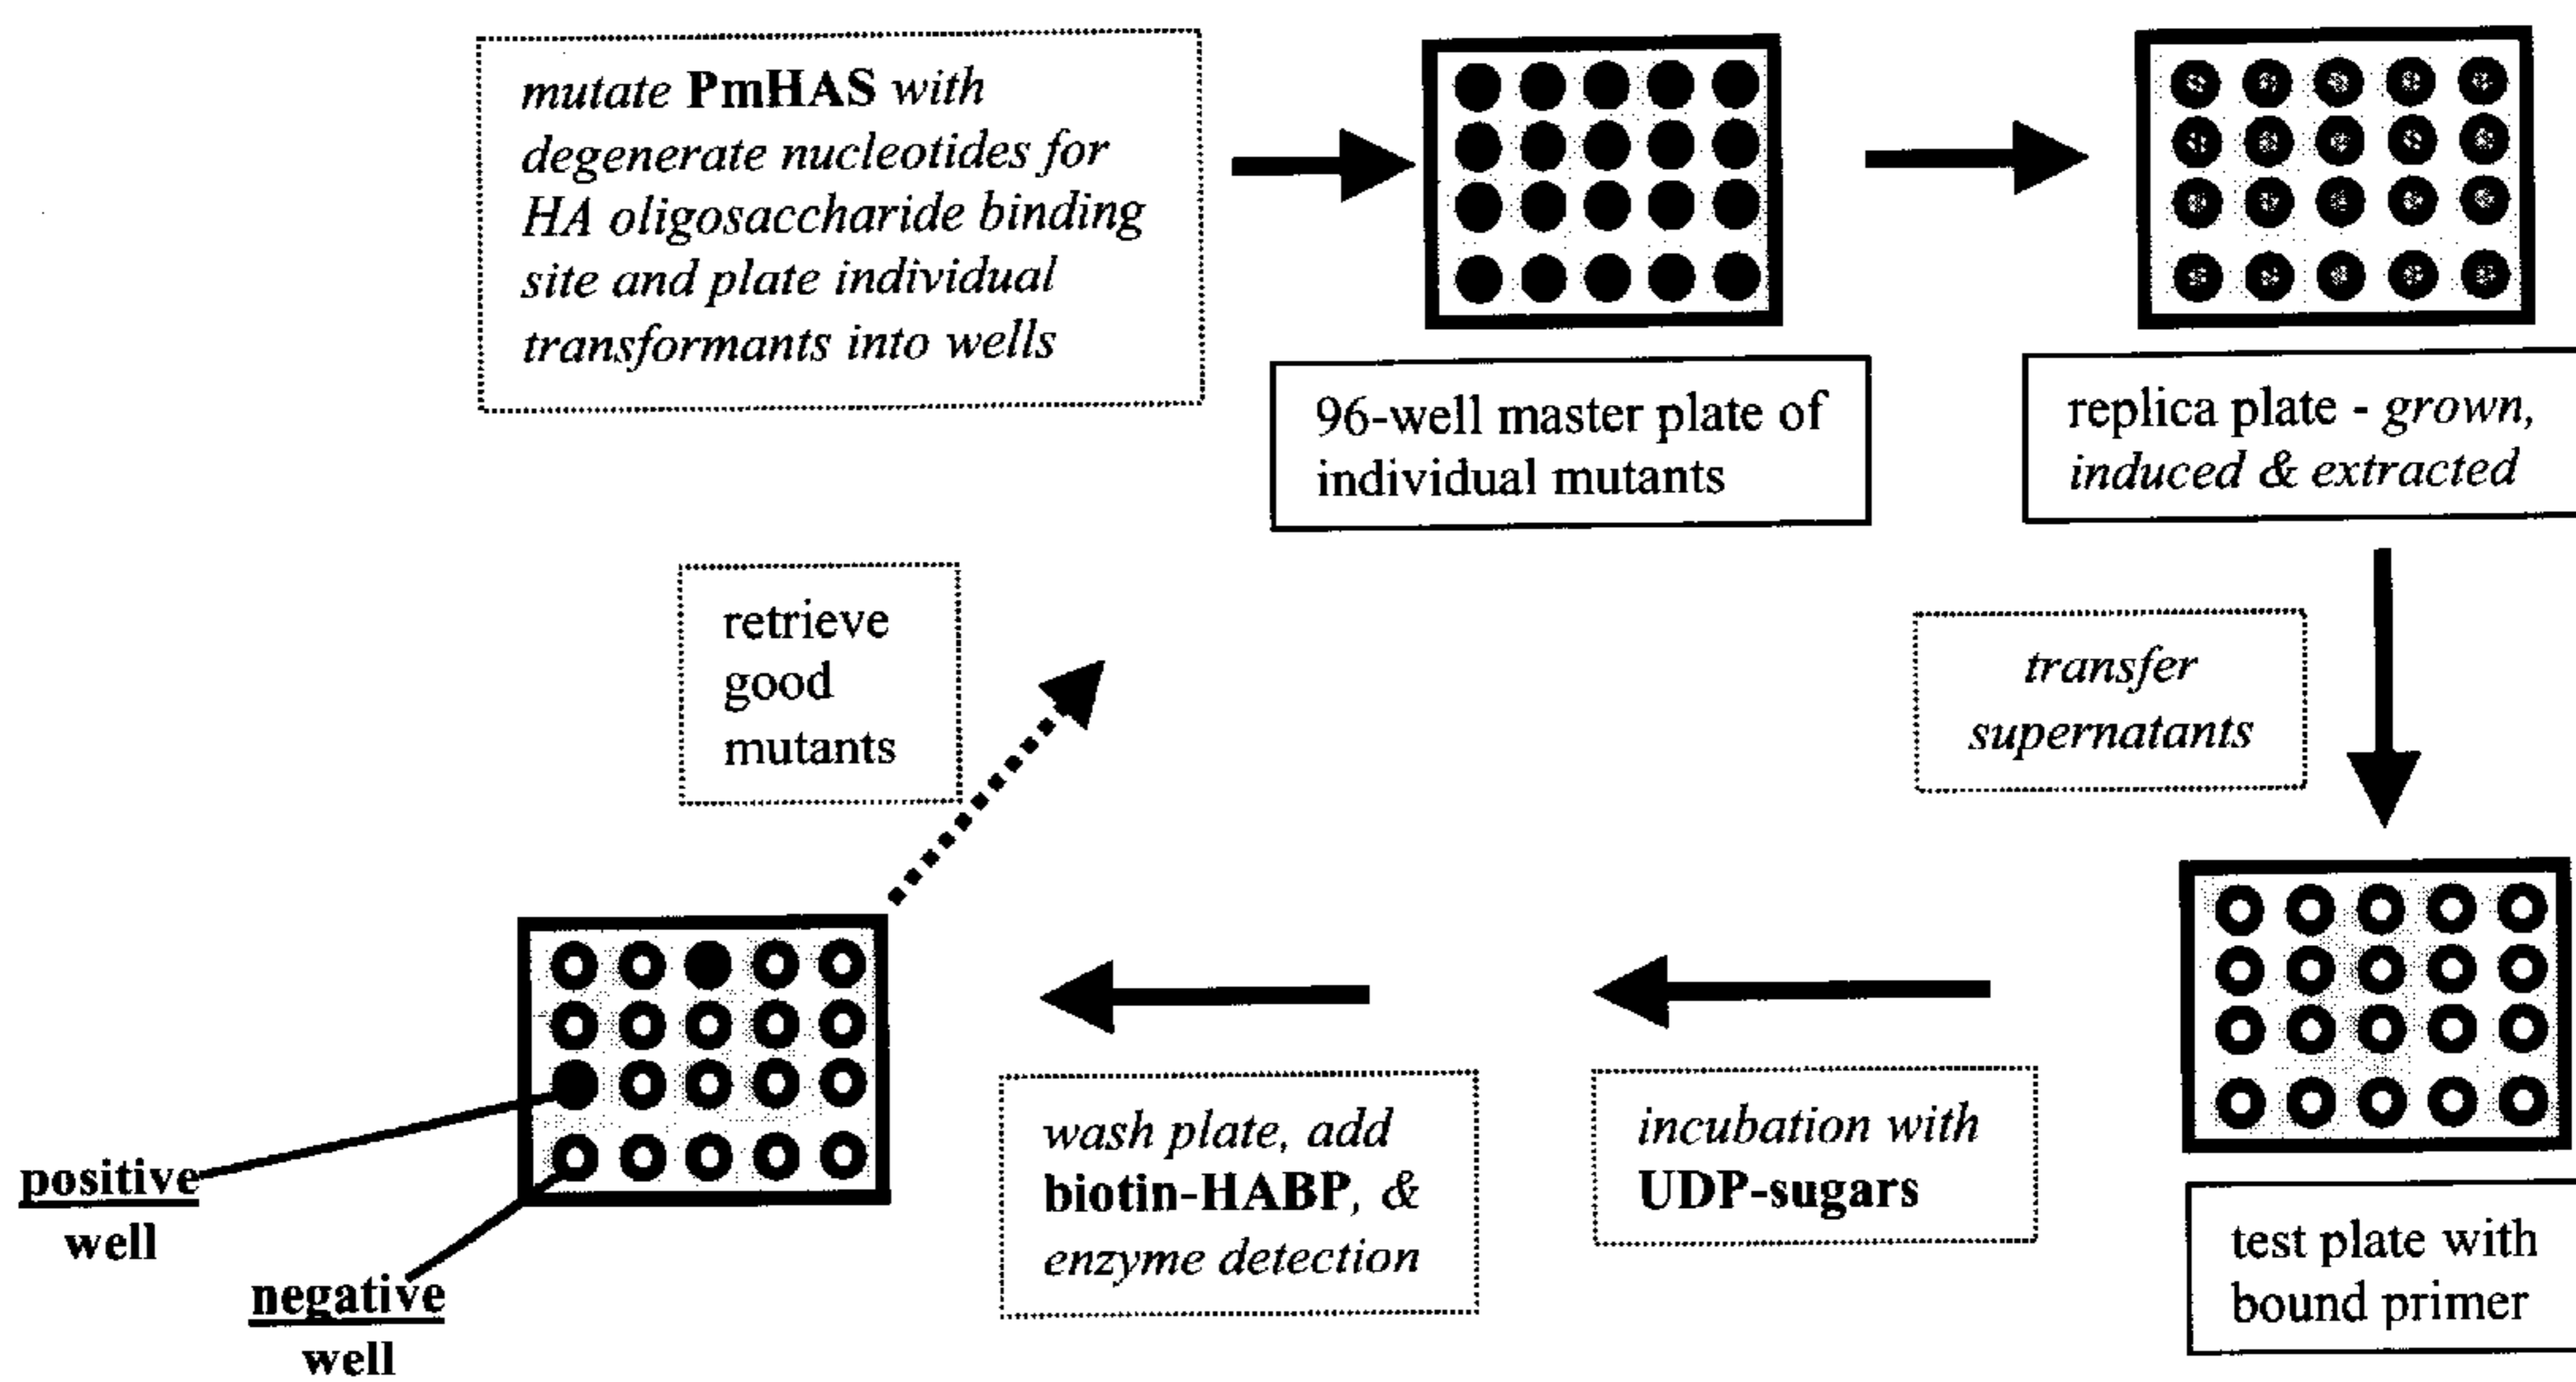 mutate PmHAS with
degenerate nucleotides for
HA oligosaccharide binding
site and plate individual
transformants into wells
96-well master plate of
individual mutants
replica plate - grown,
induced & extracted
retrieve
good
mutants
transfer
supernatants
positive
well
negative
well
wash plate, add
biotin-HABP, &
enzyme detection
incubation with
UDP-sugars
test plate with
bound primer